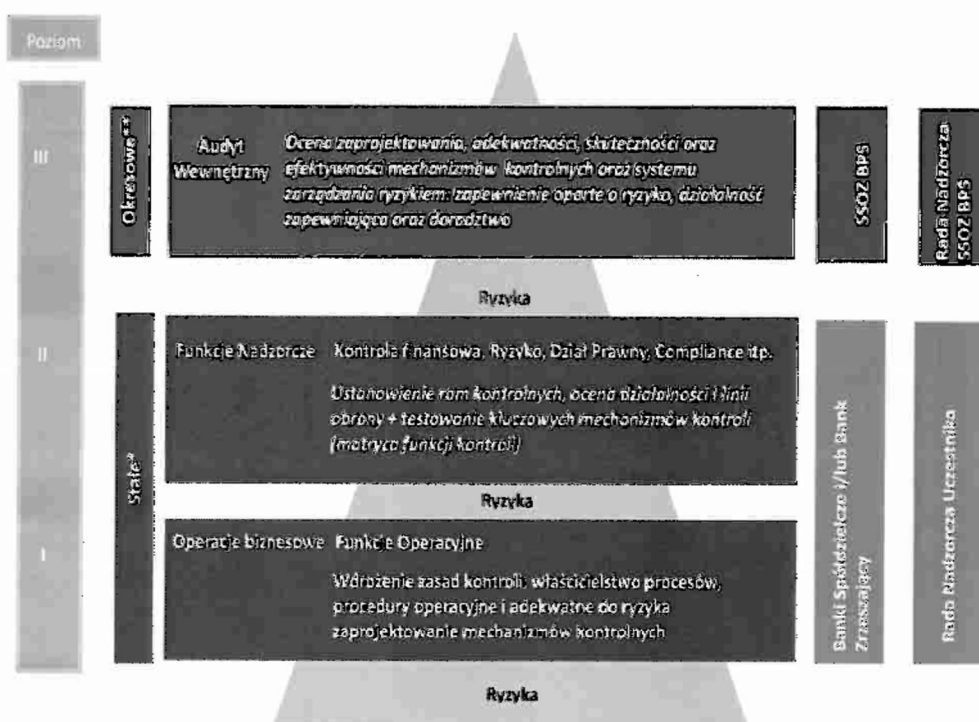 Poziom
III
Okresowe**
Audyt
Wewnętrzny
Ocena zaprojektowania, adekwatności, skuteczności oraz
efektywności mechanizmów kontrolnych oraz systemu
zarządzania ryzykiem: zapewnienie oparte o ryzyko, działalność
zapewniająca oraz doradztwo
SSOZ BPS
Rada Nadzorcza
SSOZ BPS
Ryzyka
II
Stałe*
Funkcje Nadzorcze
Kontrola finansowa, Ryzyko, Dział Prawny, Compliance itp.
Ustanowienie ram kontrolnych, ocena działalności I linii
obrony + testowanie kluczowych mechanizmów kontroli
(matryca funkcji kontroli)
Ryzyka
I
Operacje biznesowe
Funkcje Operacyjne
Wdrożenie zasad kontroli: właścicielstwo procesów,
procedury operacyjne i adekwatne do ryzyka
zaprojektowanie mechanizmów kontrolnych
Banki Spółdzielcze i/lub Bank
Zrzeszający
Rada Nadzorcza Uczestnika
Ryzyka